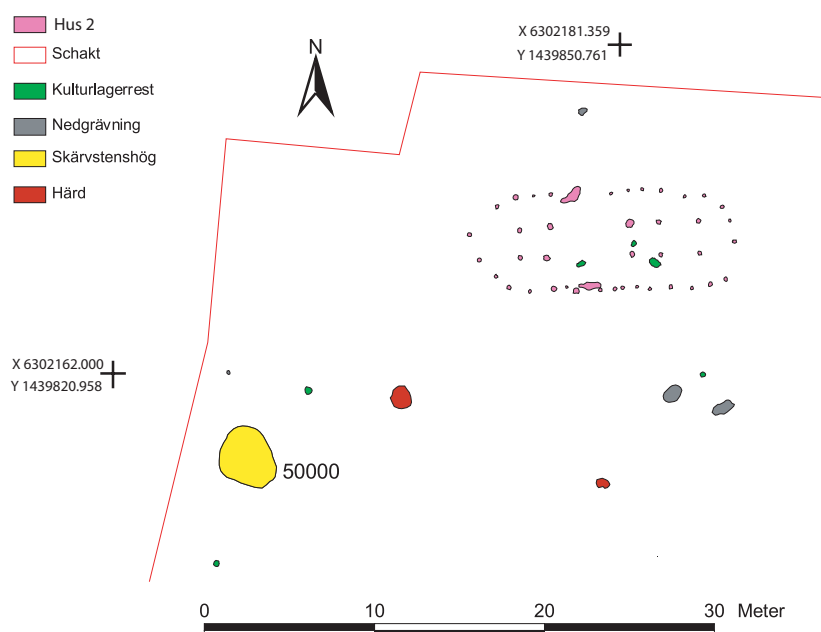 Hus 2
Schakt
Kulturlagerrest
Nedgrävning
Skärvstenshög
Härd
N
X 6302181.359
Y 1439850.761
X 6302162.000
Y 1439820.958
50000
0 10 20 30 Meter